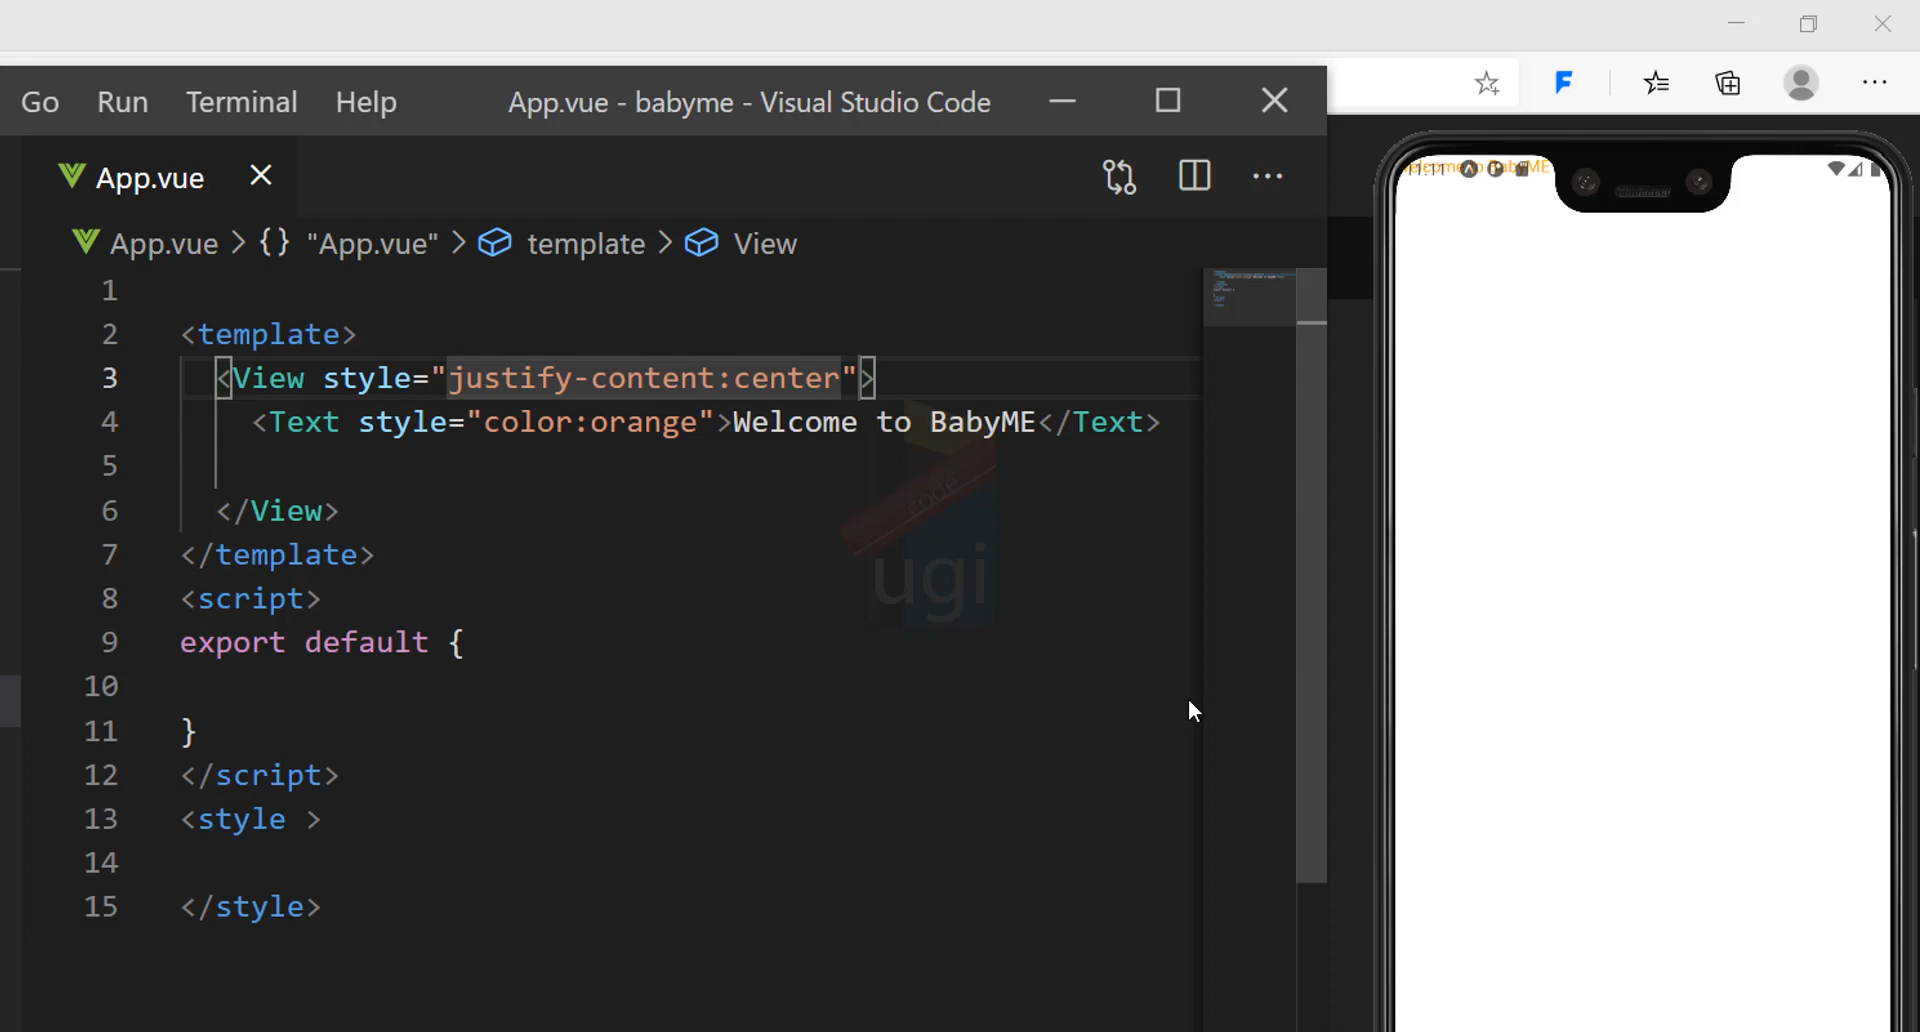 Go Run Terminal Help App.vue - babyme - Visual Studio Code
App.vue
App.vue > {} "App.vue" > template > View
1
2 <template>
3 <View style="justify-content:center">
4 <Text style="color:orange">Welcome to BabyME</Text>
5
6 </View>
7 </template>
8 <script>
9 export default {
10
11 }
12 </script>
13 <style >
14
15 </style>
code
ugi